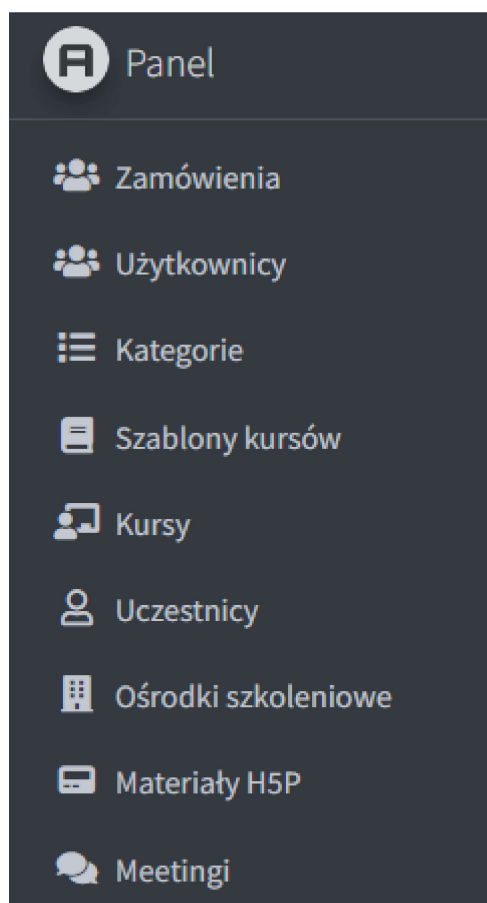 Panel
Zamówienia
Użytkownicy
Kategorie
Szablony kursów
Kursy
Uczestnicy
Ośrodki szkoleniowe
Materiały H5P
Meetingi